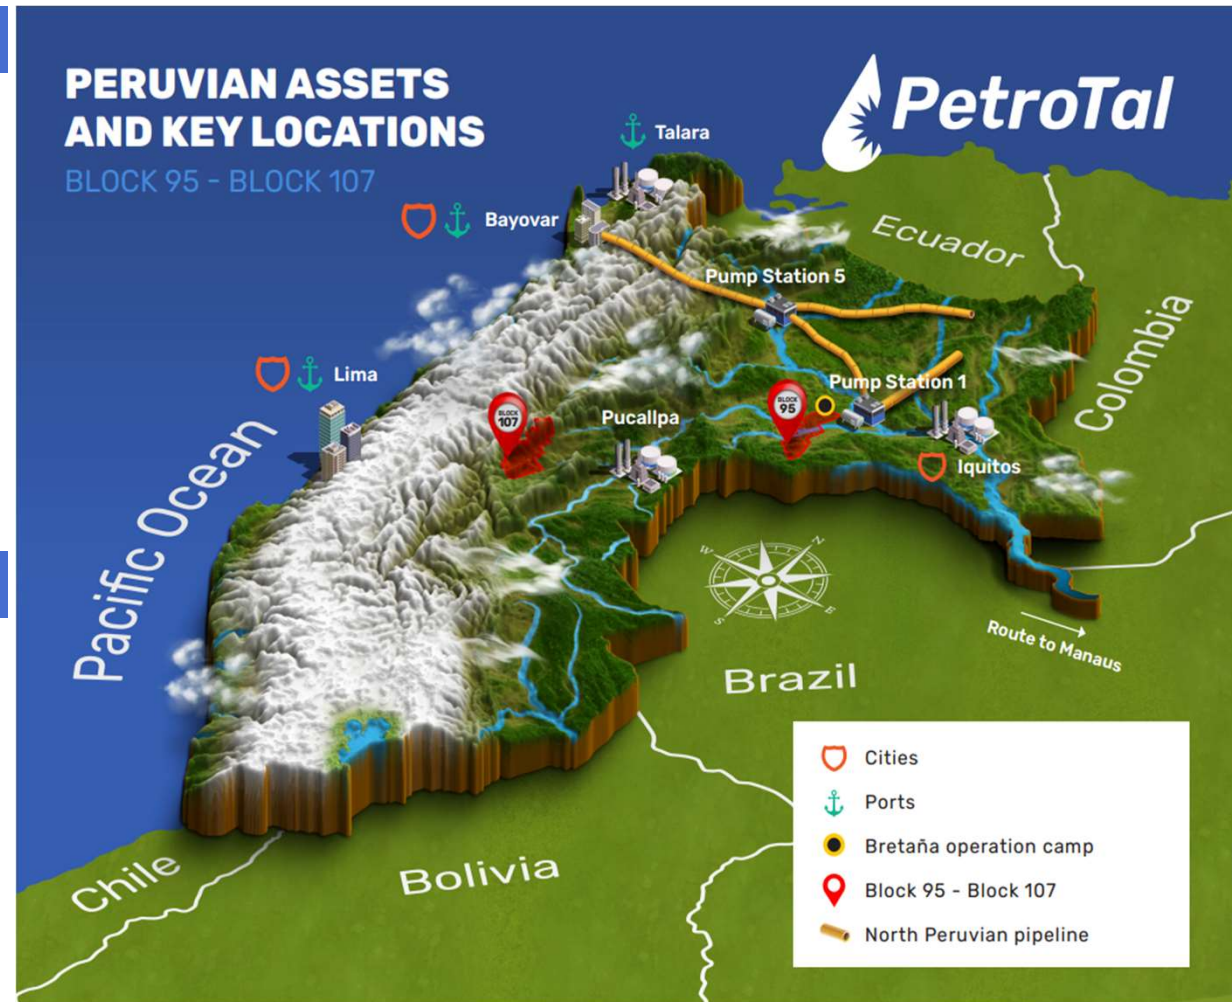 PERUVIAN ASSETS
AND KEY LOCATIONS
BLOCK 95 - BLOCK 107
PetroTal
Talara
Bayovar
Ecuador
Pump Station 5
Colombia
Lima
Pump Station 1
BLOCK
107
BLOCK
95
Pucallpa
Iquitos
Pacific Ocean
N
W
E
S
Route to Manaus
Brazil
Chile
Bolivia
Cities
Ports
Bretaña operation camp
Block 95 - Block 107
North Peruvian pipeline